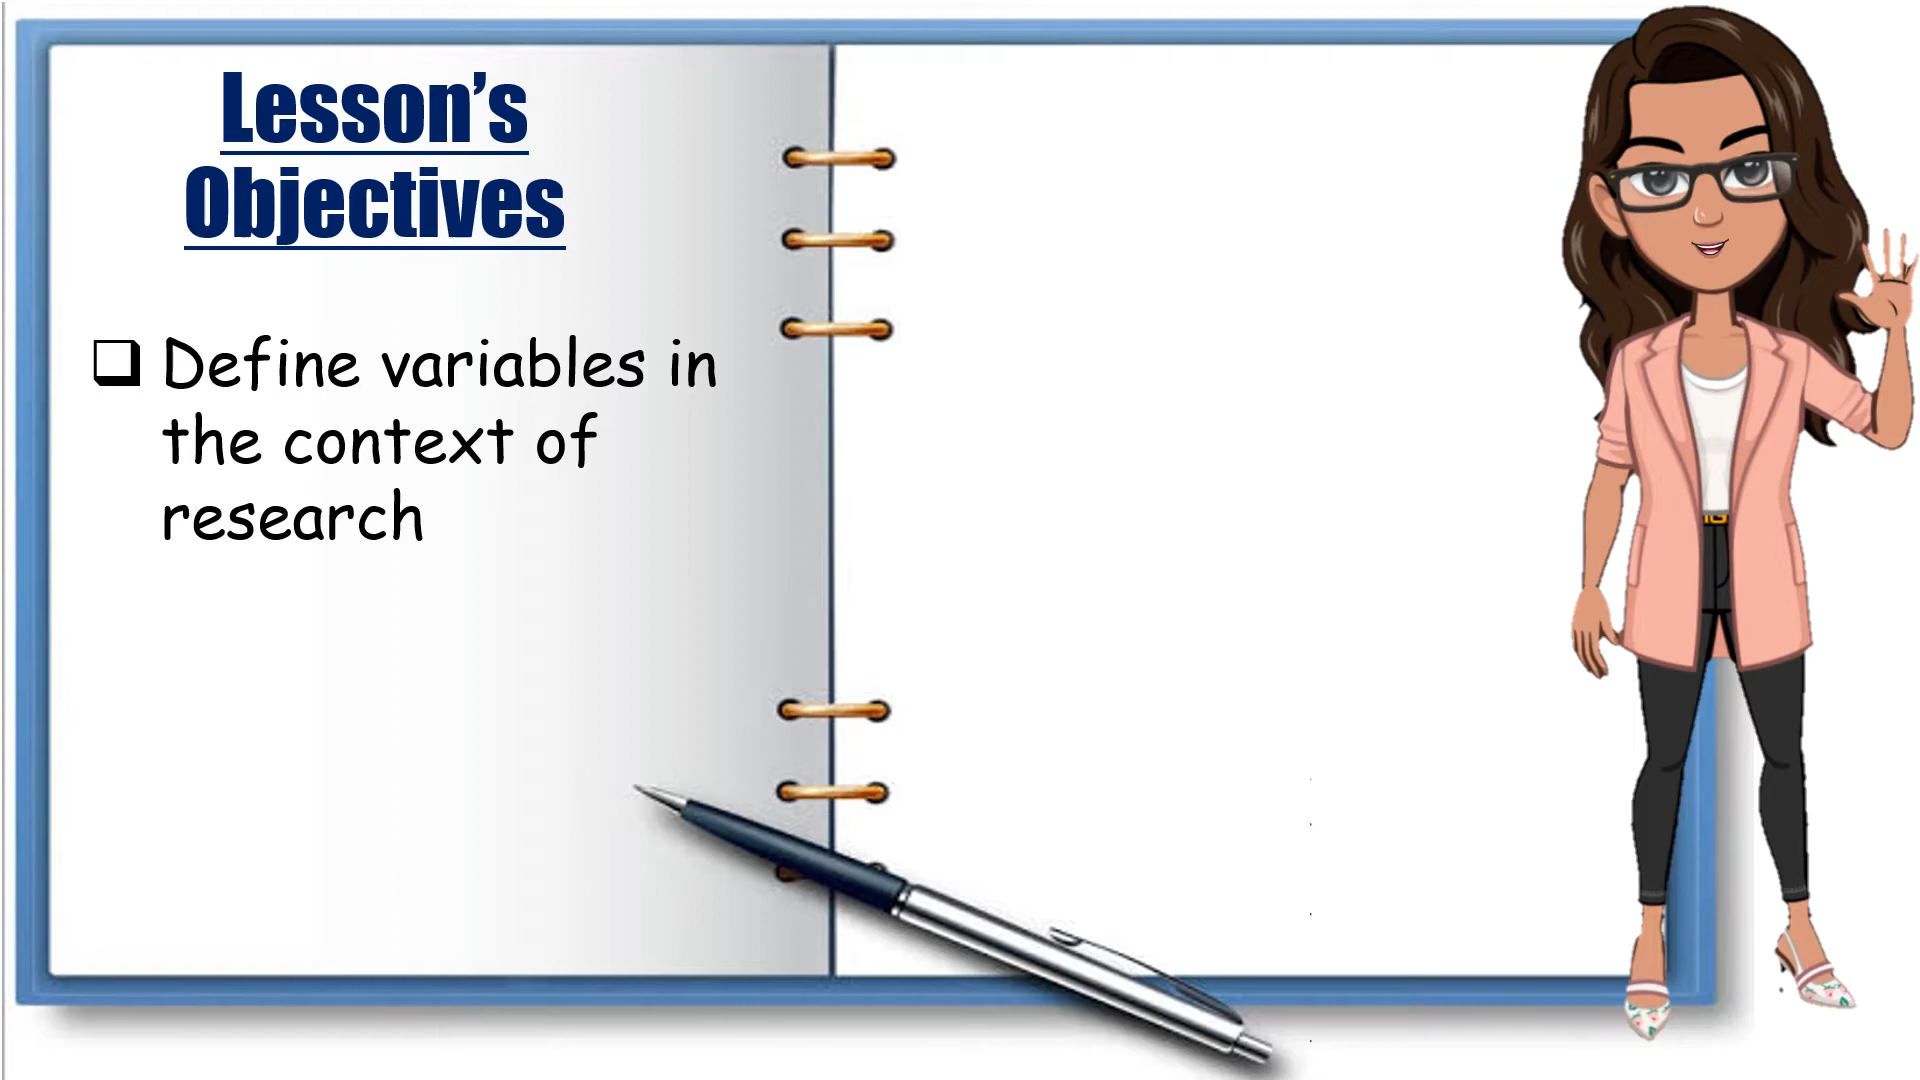 Lesson’s
Objectives
❑ Define variables in
the context of
research